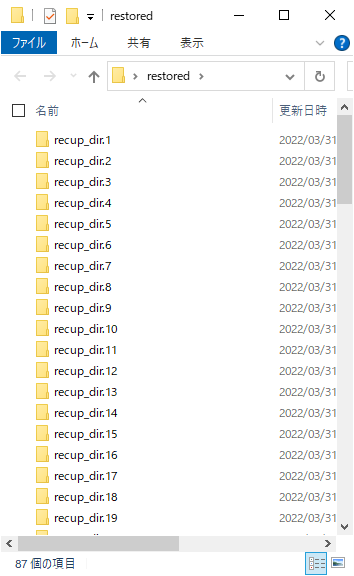 restored
ファイル ホーム 共有 表示
restored
名前 更新日時
recup_dir.1 2022/03/31
recup_dir.2 2022/03/31
recup_dir.3 2022/03/31
recup_dir.4 2022/03/31
recup_dir.5 2022/03/31
recup_dir.6 2022/03/31
recup_dir.7 2022/03/31
recup_dir.8 2022/03/31
recup_dir.9 2022/03/31
recup_dir.10 2022/03/31
recup_dir.11 2022/03/31
recup_dir.12 2022/03/31
recup_dir.13 2022/03/31
recup_dir.14 2022/03/31
recup_dir.15 2022/03/31
recup_dir.16 2022/03/31
recup_dir.17 2022/03/31
recup_dir.18 2022/03/31
recup_dir.19 2022/03/31
87 個の項目